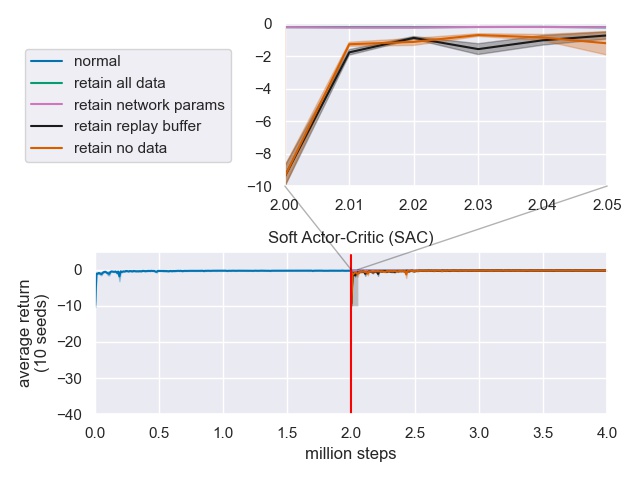 normal
retain all data
retain network params
retain replay buffer
retain no data
0
−2
−4
−6
−8
−10
2.00 2.01 2.02 2.03 2.04 2.05
Soft Actor-Critic (SAC)
0
−10
−20
−30
−40
average return
(10 seeds)
0.0 0.5 1.0 1.5 2.0 2.5 3.0 3.5 4.0
million steps